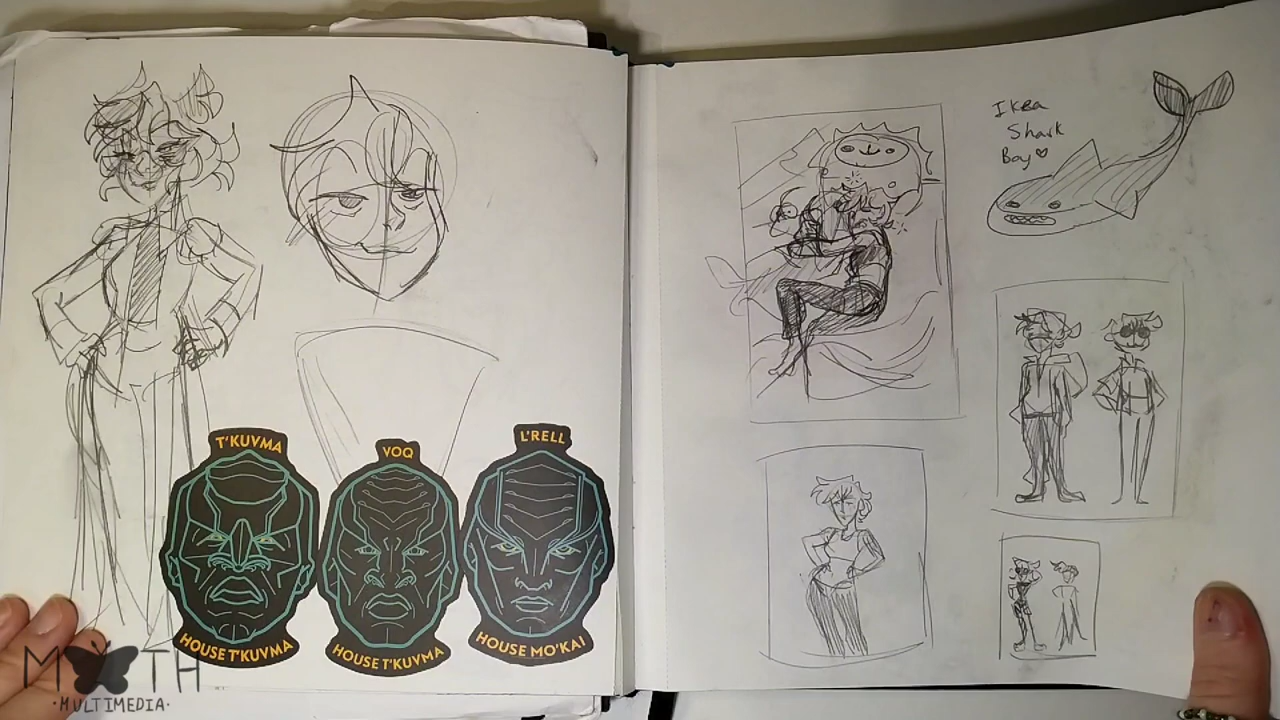 T'KUVMA
HOUSE T'KUVMA
VOQ
HOUSE T'KUVMA
L'RELL
HOUSE MO'KAI
Ikea
Shark
Boy♡
MYTH
·MULTIMEDIA·